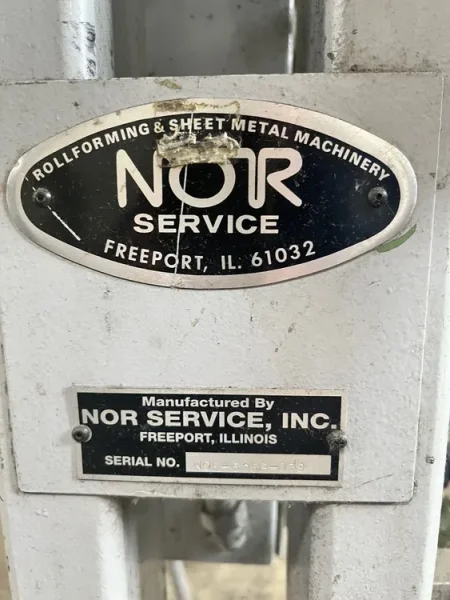 ROLLFORMING & SHEET METAL MACHINERY
NOR
SERVICE
FREEPORT, IL. 61032
Manufactured By
NOR SERVICE, INC.
FREEPORT, ILLINOIS
SERIAL NO.